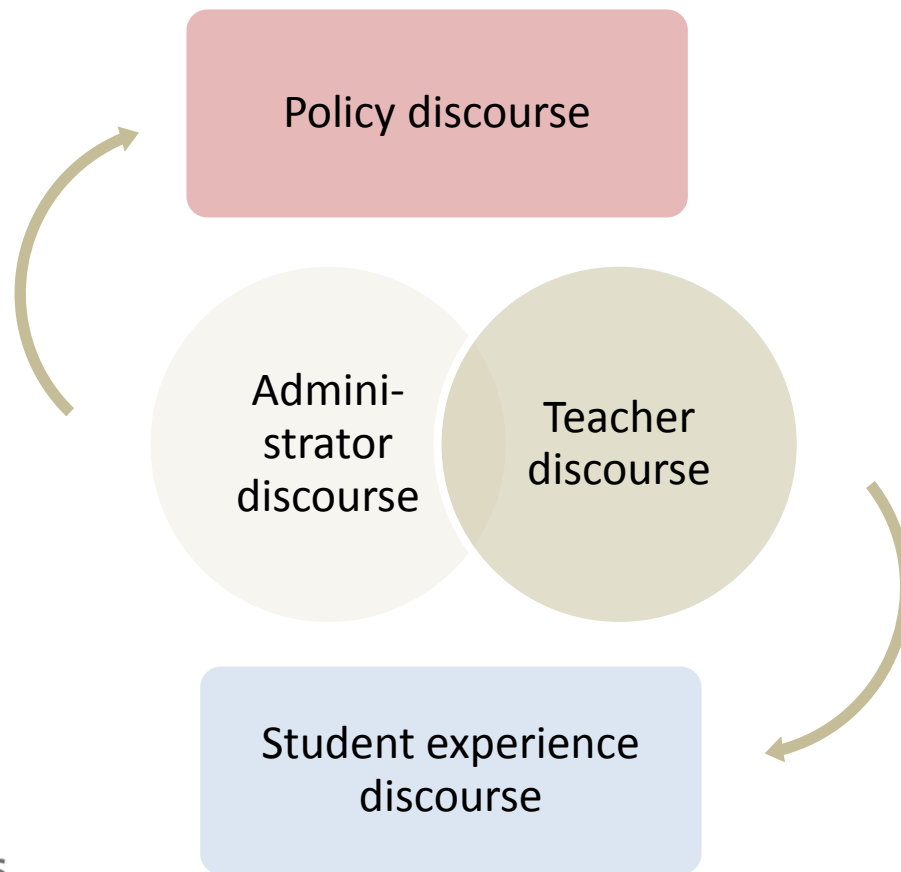 Policy discourse
Admini-
strator
discourse
Teacher
discourse
Student experience
discourse
s